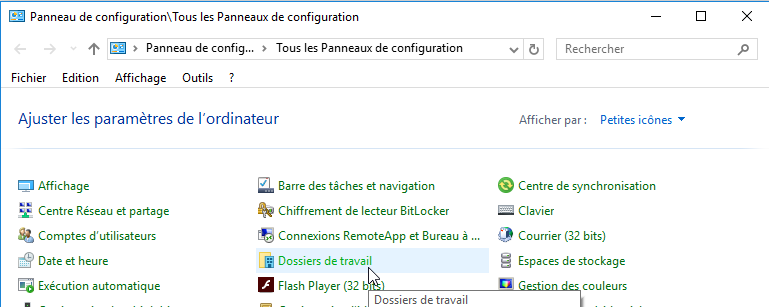 Panneau de configuration\Tous les Panneaux de configuration
Panneau de config... Tous les Panneaux de configuration Rechercher
Fichier Edition Affichage Outils ?
Ajuster les paramètres de l'ordinateur Afficher par : Petites icônes
Affichage Barre des tâches et navigation Centre de synchronisation
Centre Réseau et partage Chiffrement de lecteur BitLocker Clavier
Comptes d'utilisateurs Connexions RemoteApp et Bureau à ... Courrier (32 bits)
Date et heure Dossiers de travail Espaces de stockage
Exécution automatique Flash Player (32 bits) Gestion des couleurs
Dossiers de travail